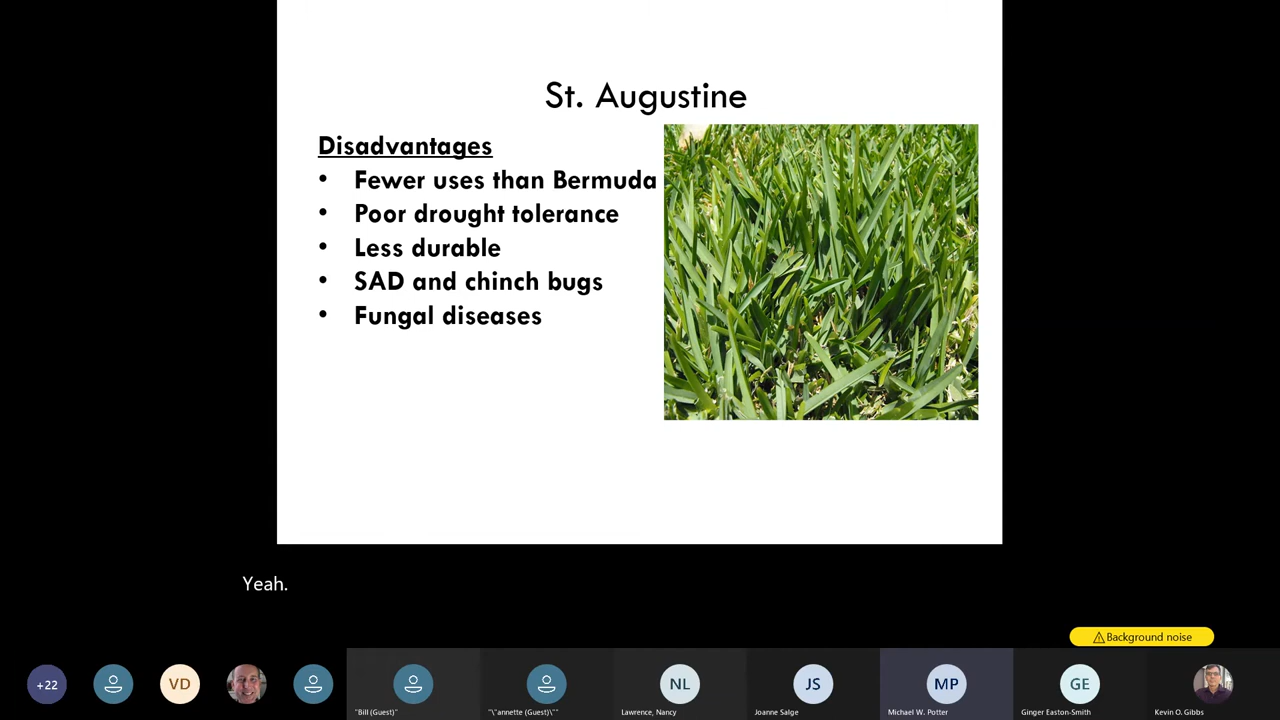 St. Augustine
Disadvantages
• Fewer uses than Bermuda
• Poor drought tolerance
• Less durable
• SAD and chinch bugs
• Fungal diseases
Yeah.
Background noise
+22
VD
NL
JS
MP
GE
"Bill (Guest)"
"\"annette (Guest)\""
Lawrence, Nancy
Joanne Salge
Michael W. Potter
Ginger Easton-Smith
Kevin O. Gibbs